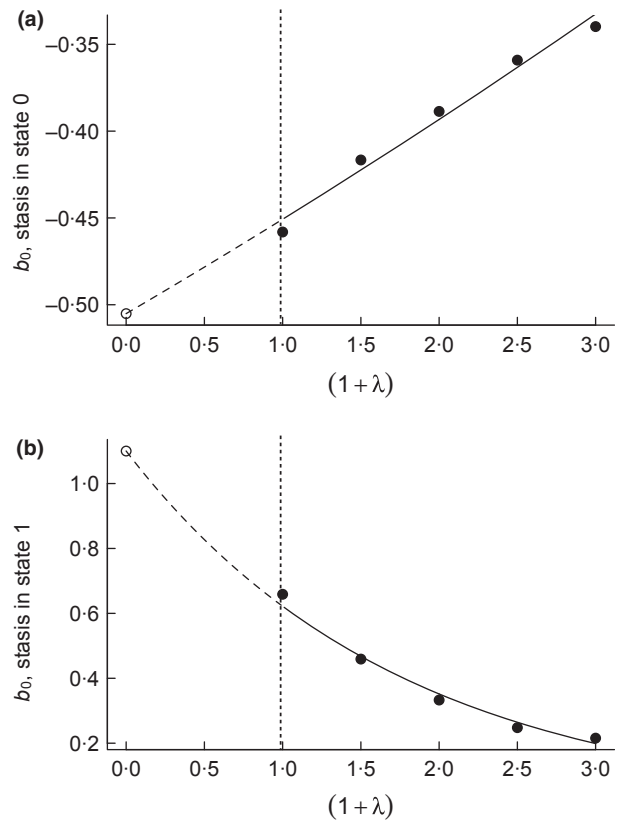 (a)
−0·35
−0·40
−0·45
−0·50
b0, stasis in state 0
0·0 0·5 1·0 1·5 2·0 2·5 3·0
(1 + λ)
(b)
1·0
0·8
0·6
0·4
0·2
b0, stasis in state 1
0·0 0·5 1·0 1·5 2·0 2·5 3·0
(1 + λ)